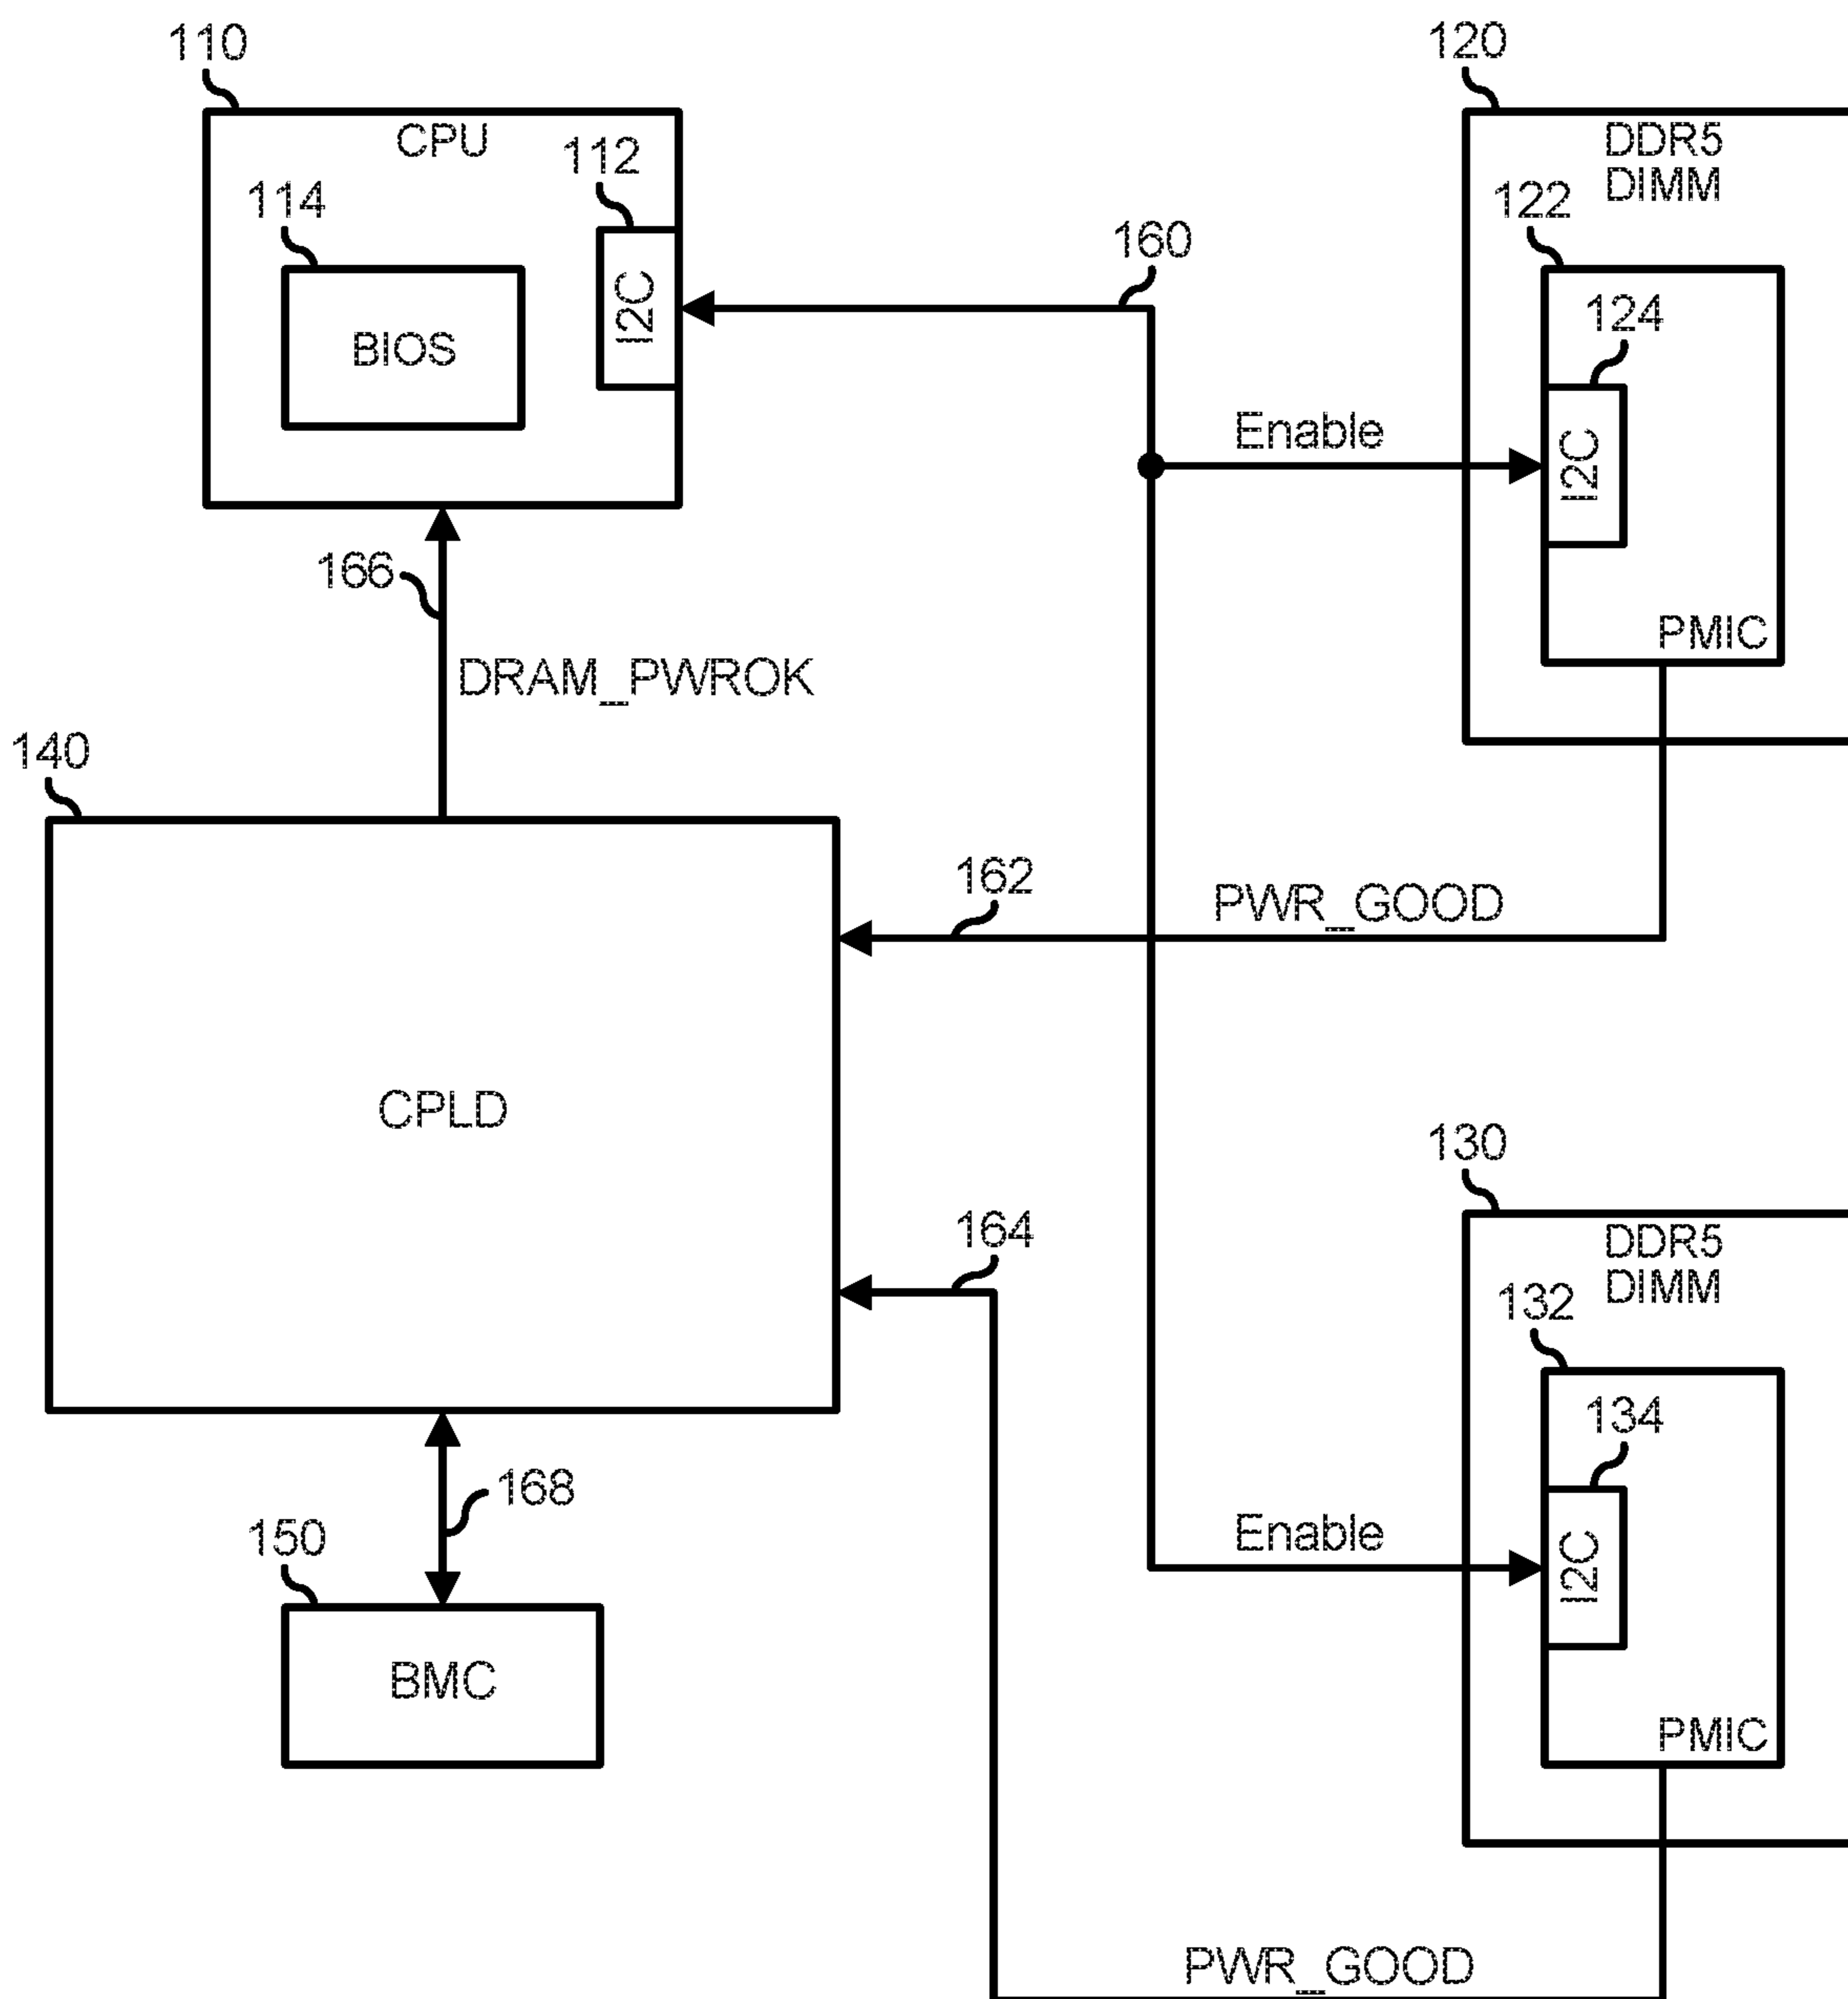 110
CPU
112
I2C
114
BIOS
120
DDR5
DIMM
122
124
I2C
PMIC
160
Enable
166
DRAM_PWROK
140
CPLD
162
PWR_GOOD
164
130
DDR5
DIMM
132
134
I2C
PMIC
Enable
168
150
BMC
PWR_GOOD